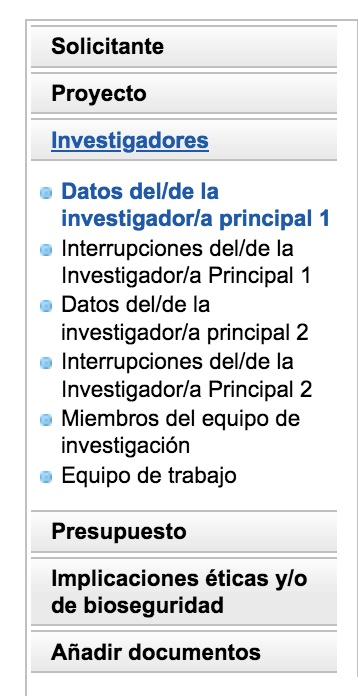 Solicitante
Proyecto
Investigadores
Datos del/de la
investigador/a principal 1
Interrupciones del/de la
Investigador/a Principal 1
Datos del/de la
investigador/a principal 2
Interrupciones del/de la
Investigador/a Principal 2
Miembros del equipo de
investigación
Equipo de trabajo
Presupuesto
Implicaciones éticas y/o
de bioseguridad
Añadir documentos